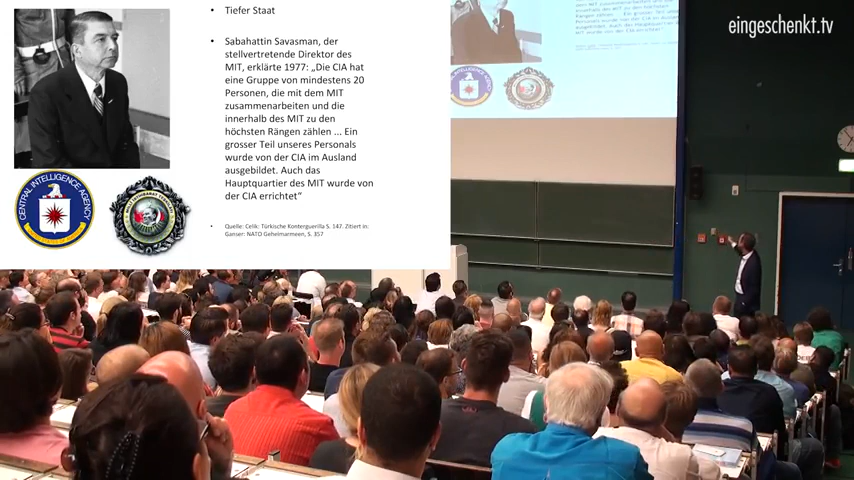 eingeschenkt.tv
• Tiefer Staat
• Sabahattin Savasman, der
stellvertretende Direktor des
MIT, erklärte 1977: „Die CIA hat
eine Gruppe von mindestens 20
Personen, die mit dem MIT
zusammenarbeiten und die
innerhalb des MIT zu den
höchsten Rängen zählen ... Ein
grosser Teil unseres Personals
wurde von der CIA im Ausland
ausgebildet. Auch das
Hauptquartier des MIT wurde von
der CIA errichtet“
• Quelle: Celik: Türkische Konterguerilla S. 147. Zitiert in:
Ganser: NATO Geheimarmeen, S. 357
CENTRAL INTELLIGENCE AGENCY